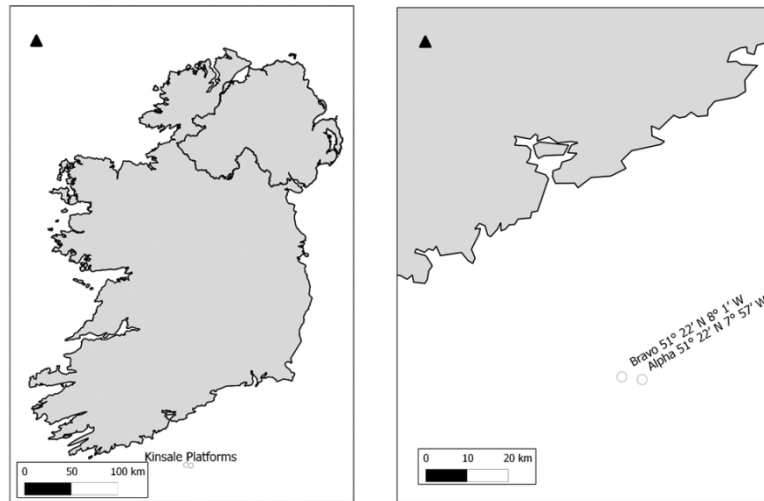 Kinsale Platforms
0 50 100 km
Bravo 51° 22’ N 8° 1’ W
Alpha 51° 22’ N 7° 57’ W
0 10 20 km